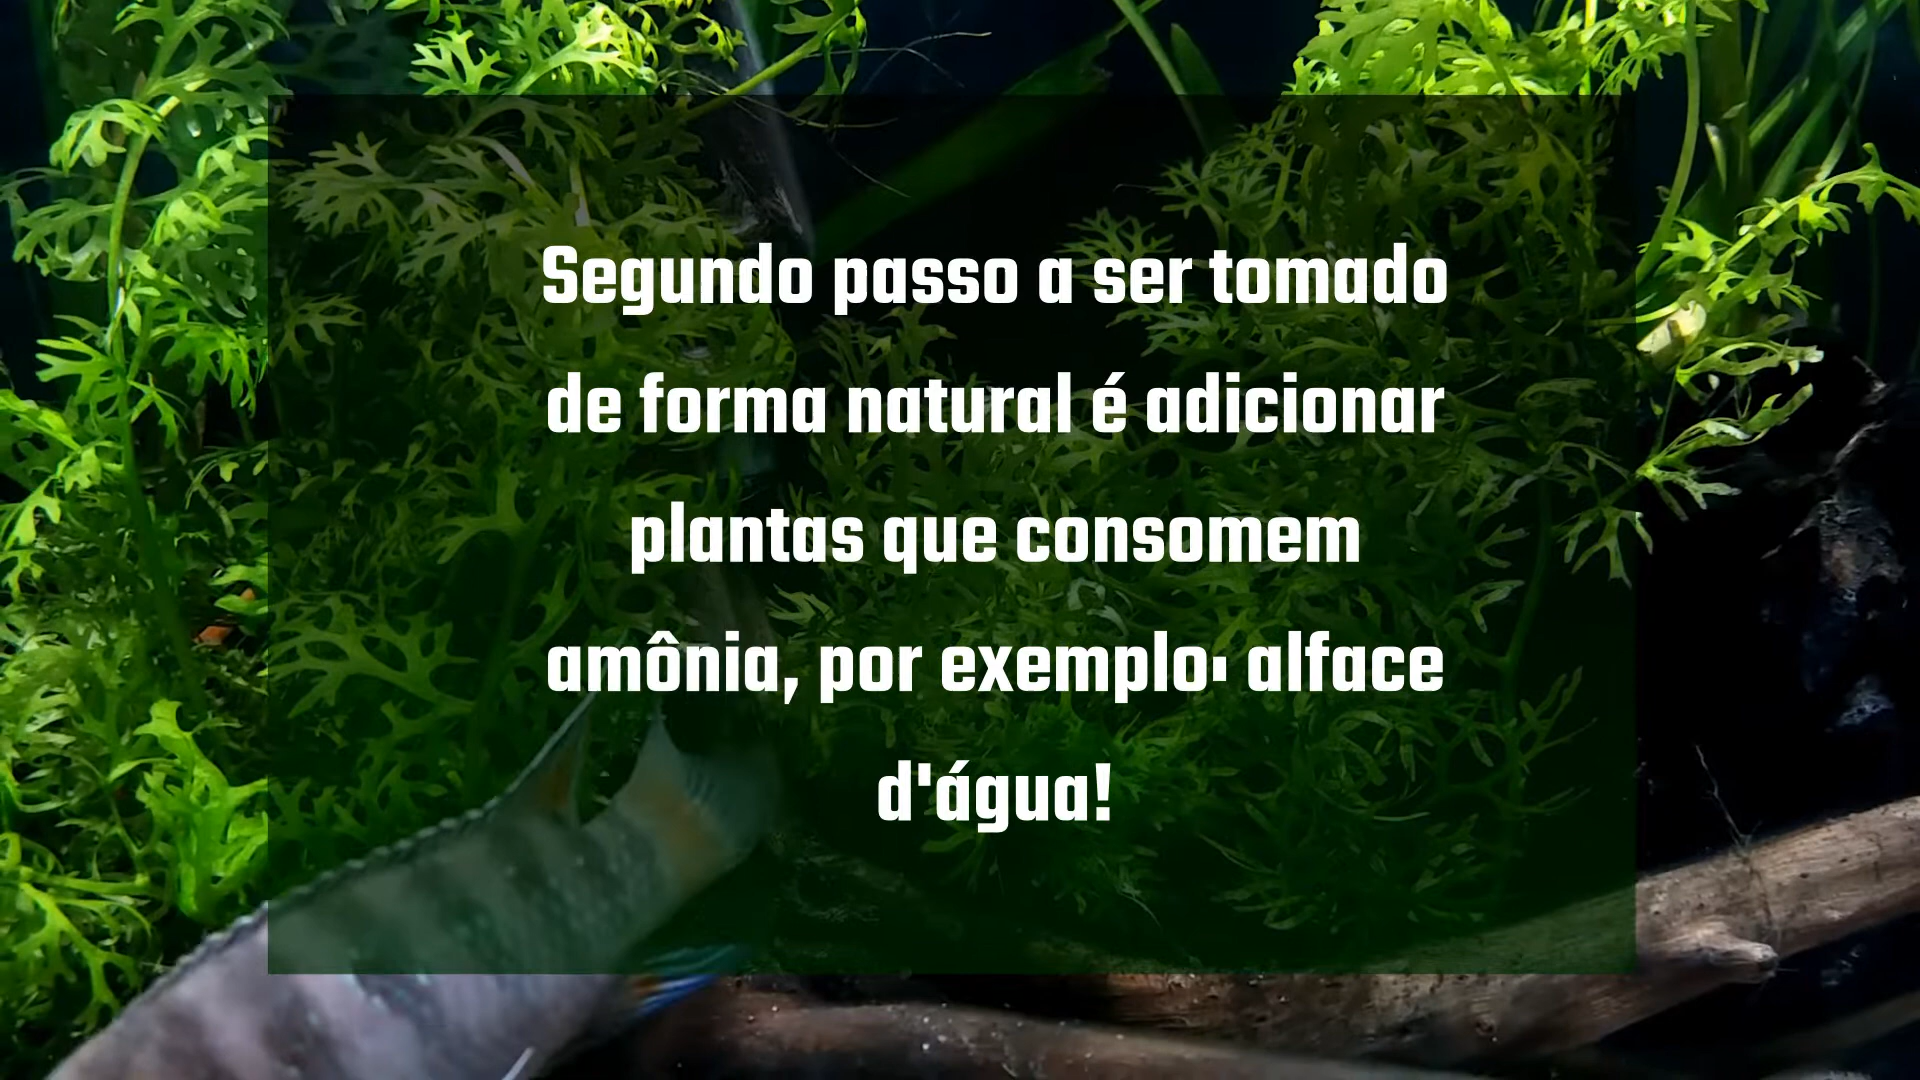 Segundo passo a ser tomado
de forma natural é adicionar
plantas que consomem
amônia, por exemplo: alface
d'água!